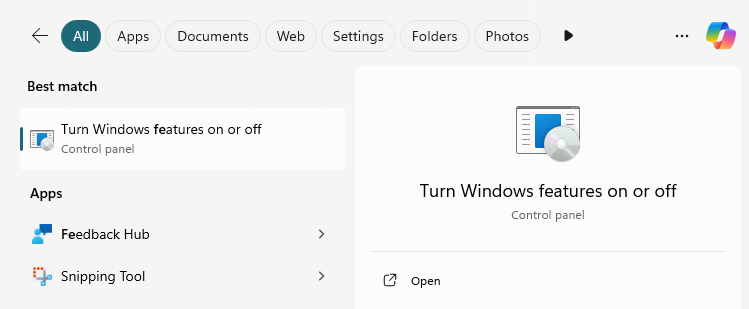 All Apps Documents Web Settings Folders Photos ...
Best match
Turn Windows features on or off
Control panel
Apps
Feedback Hub
Snipping Tool
Turn Windows features on or off
Control panel
Open